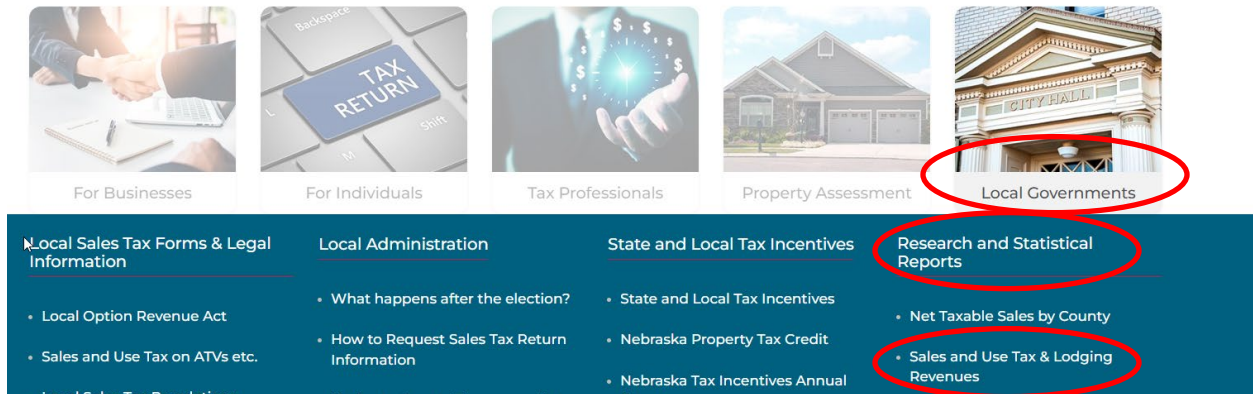 Backspace
TAX
RETURN
Shift
L
M
$ $ $
$ $
CITY HALL
For Businesses
For Individuals
Tax Professionals
Property Assessment
Local Governments
Local Sales Tax Forms & Legal
Information
• Local Option Revenue Act
• Sales and Use Tax on ATVs etc.
Local Administration
• What happens after the election?
• How to Request Sales Tax Return
Information
State and Local Tax Incentives
• State and Local Tax Incentives
• Nebraska Property Tax Credit
• Nebraska Tax Incentives Annual
Research and Statistical
Reports
• Net Taxable Sales by County
• Sales and Use Tax & Lodging
Revenues